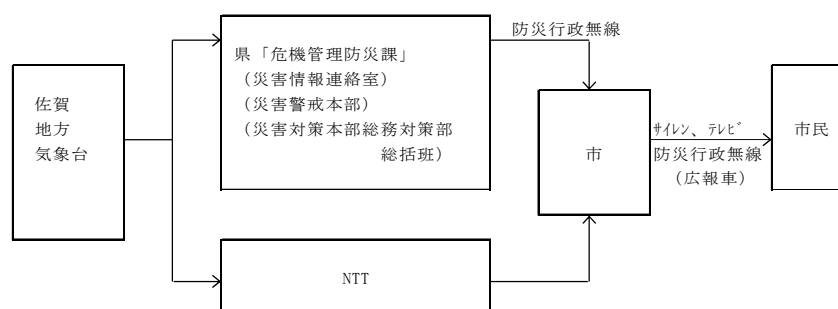 佐賀
地方
気象台
県「危機管理防災課」
（災害情報連絡室）
（災害警戒本部）
（災害対策本部総務対策部
総括班）
防災行政無線
NTT
市
ｻｲﾚﾝ、ﾃﾚﾋﾞ
防災行政無線
（広報車）
市民